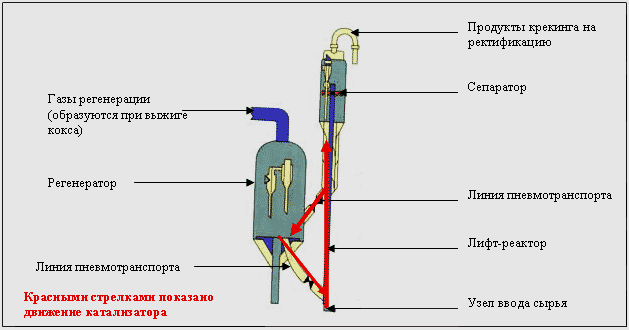 Продукты крекинга на
ректификацию
Сепаратор
Газы регенерации
(образуются при выжиге
кокса)
Регенератор
Линия пневмотранспорта
Лифт-реактор
Линия пневмотранспорта
Узел ввода сырья
Красными стрелками показано
движение катализатора